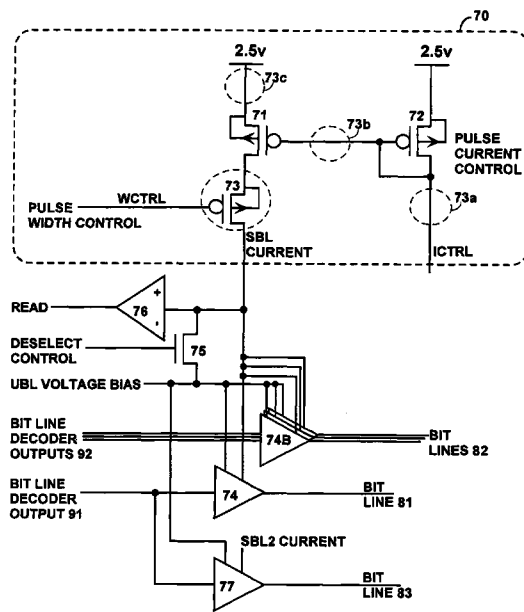 70
2.5v
2.5v
73c
71
73b
72
PULSE
CURRENT
CONTROL
73
73a
WCTRL
PULSE
WIDTH CONTROL
SBL
CURRENT
ICTRL
READ
+
-
76
DESELECT
CONTROL
75
UBL VOLTAGE BIAS
BIT LINE
DECODER
OUTPUTS 92
74B
BIT
LINES 82
BIT LINE
DECODER
OUTPUT 91
74
BIT
LINE 81
SBL2 CURRENT
77
BIT
LINE 83